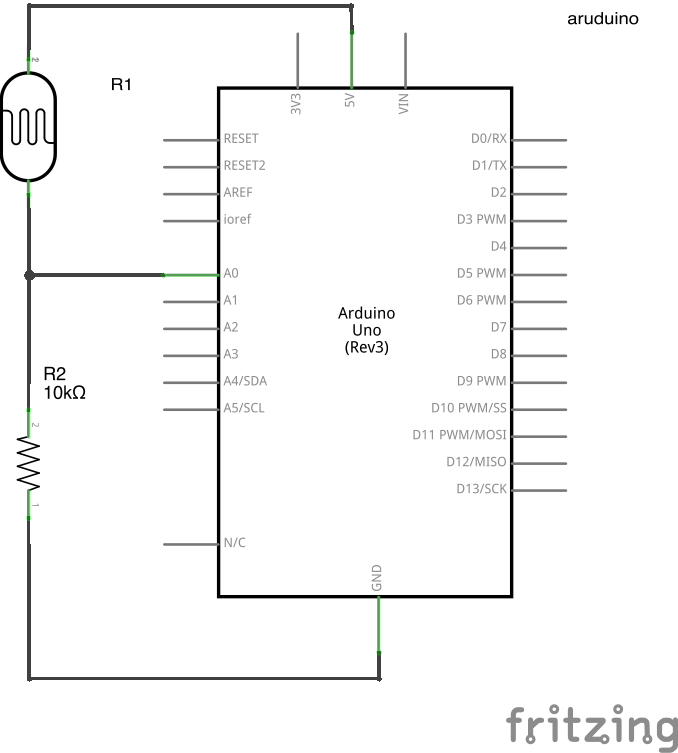 aruduino
2
R1
3V3
5V
VIN
RESET
RESET2
AREF
ioref
A0
A1
A2
A3
A4/SDA
A5/SCL
N/C
D0/RX
D1/TX
D2
D3 PWM
D4
D5 PWM
D6 PWM
D7
D8
D9 PWM
D10 PWM/SS
D11 PWM/MOSI
D12/MISO
D13/SCK
Arduino
Uno
(Rev3)
R2
10kΩ
2
1
GND
fritzing